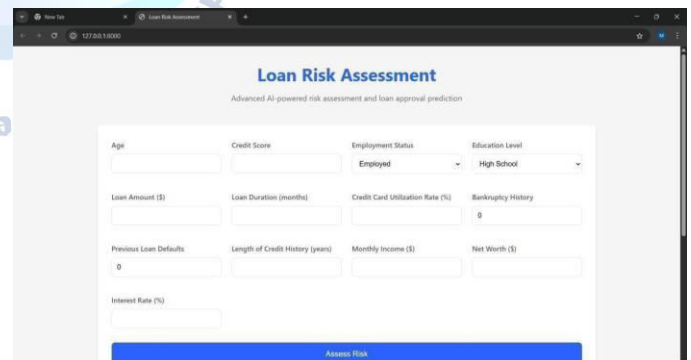 New Tab
Loan Risk Assessment
127.0.0.1:8000
Loan Risk Assessment
Advanced AI-powered risk assessment and loan approval prediction
Age Credit Score Employment Status Education Level
Employed High School
Loan Amount ($) Loan Duration (months) Credit Card Utilization Rate (%) Bankruptcy History
0
Previous Loan Defaults Length of Credit History (years) Monthly Income ($) Net Worth ($)
0
Interest Rate (%)
Assess Risk